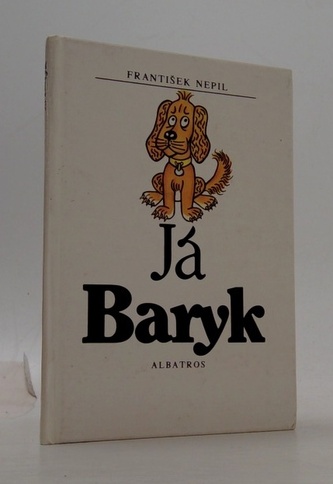 FRANTIŠEK NEPIL
Já
Baryk
ALBATROS